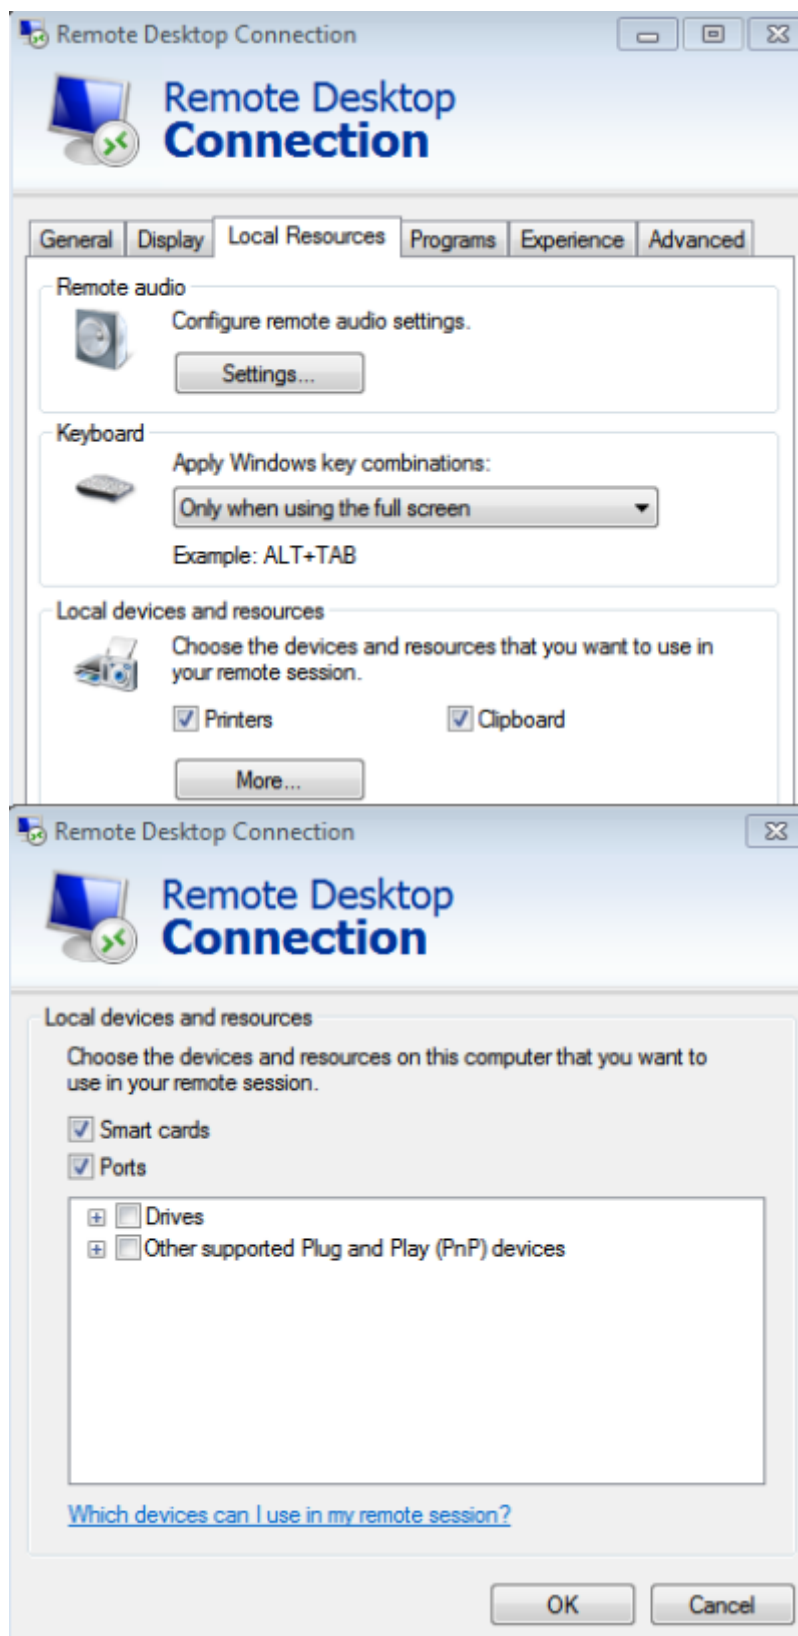 Remote Desktop Connection
Remote Desktop
Connection
General Display Local Resources Programs Experience Advanced
Remote audio
Configure remote audio settings.
Settings...
Keyboard
Apply Windows key combinations:
Only when using the full screen
Example: ALT+TAB
Local devices and resources
Choose the devices and resources that you want to use in
your remote session.
Printers Clipboard
More...
Remote Desktop Connection
Remote Desktop
Connection
Local devices and resources
Choose the devices and resources on this computer that you want to
use in your remote session.
Smart cards
Ports
Drives
Other supported Plug and Play (PnP) devices
Which devices can I use in my remote session?
OK Cancel